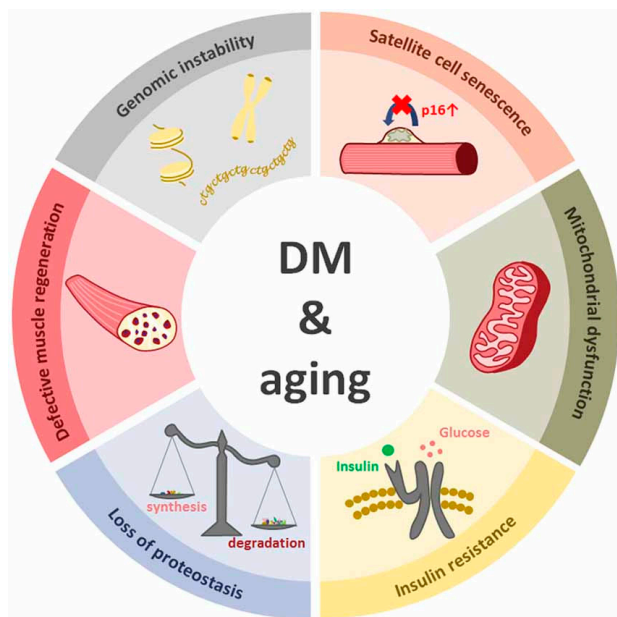 Genomic instability
Satellite cell senescence
p16↑
Mitochondrial dysfunction
Insulin resistance
Insulin
Glucose
Loss of proteostasis
synthesis
degradation
Defective muscle regeneration
DM
&
aging